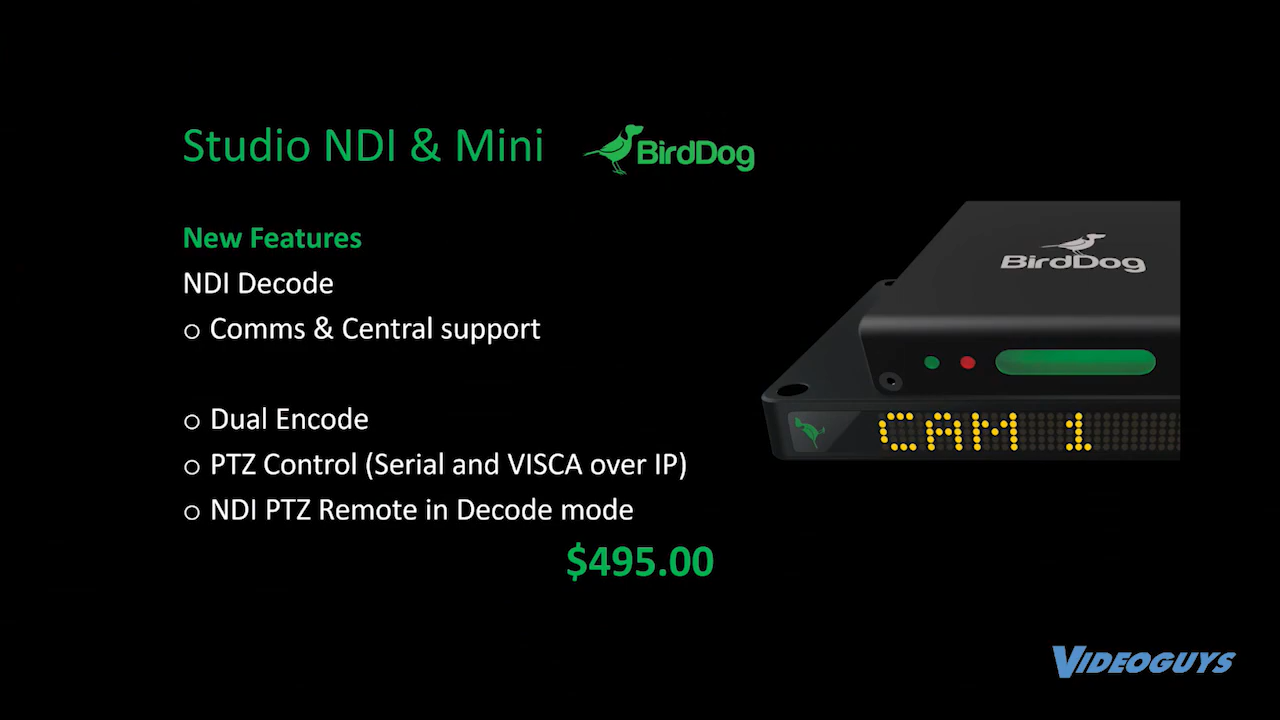 Studio NDI & Mini
BirdDog
New Features
NDI Decode
o Comms & Central support
o Dual Encode
o PTZ Control (Serial and VISCA over IP)
o NDI PTZ Remote in Decode mode
$495.00
BirdDog
CAM 1
VIDEOGUYS